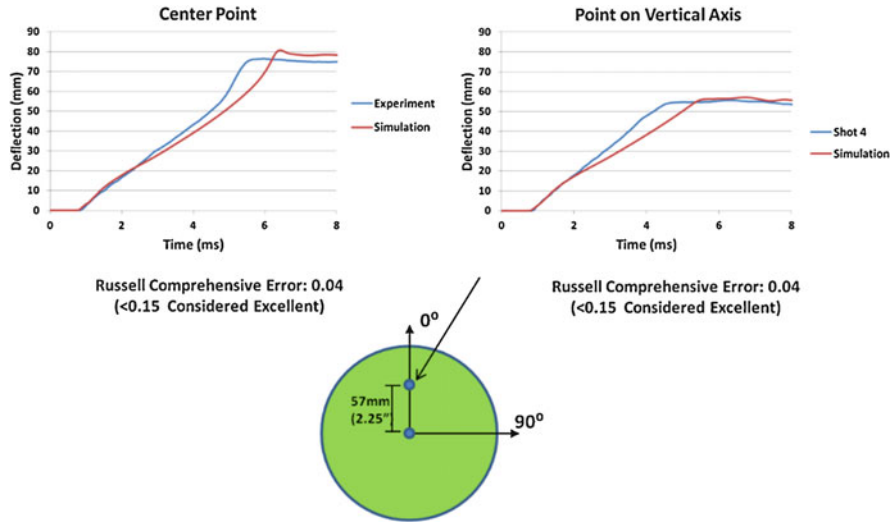 Center Point
90
80
70
60
50
40
30
20
10
0
Deflection (mm)
0 2 4 6 8
Time (ms)
Experiment
Simulation
Russell Comprehensive Error: 0.04
(<0.15 Considered Excellent)
Point on Vertical Axis
90
80
70
60
50
40
30
20
10
0
Deflection (mm)
0 2 4 6 8
Time (ms)
Shot 4
Simulation
Russell Comprehensive Error: 0.04
(<0.15 Considered Excellent)
0⁰
57mm
(2.25"
90⁰